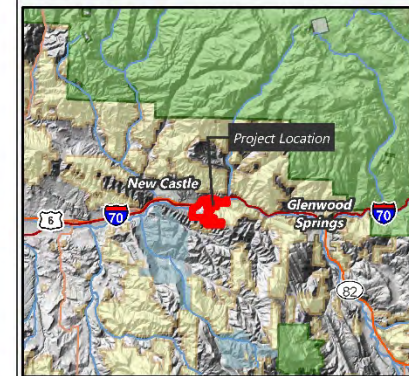 Project Location
New Castle
Glenwood
Springs
6
70
70
82